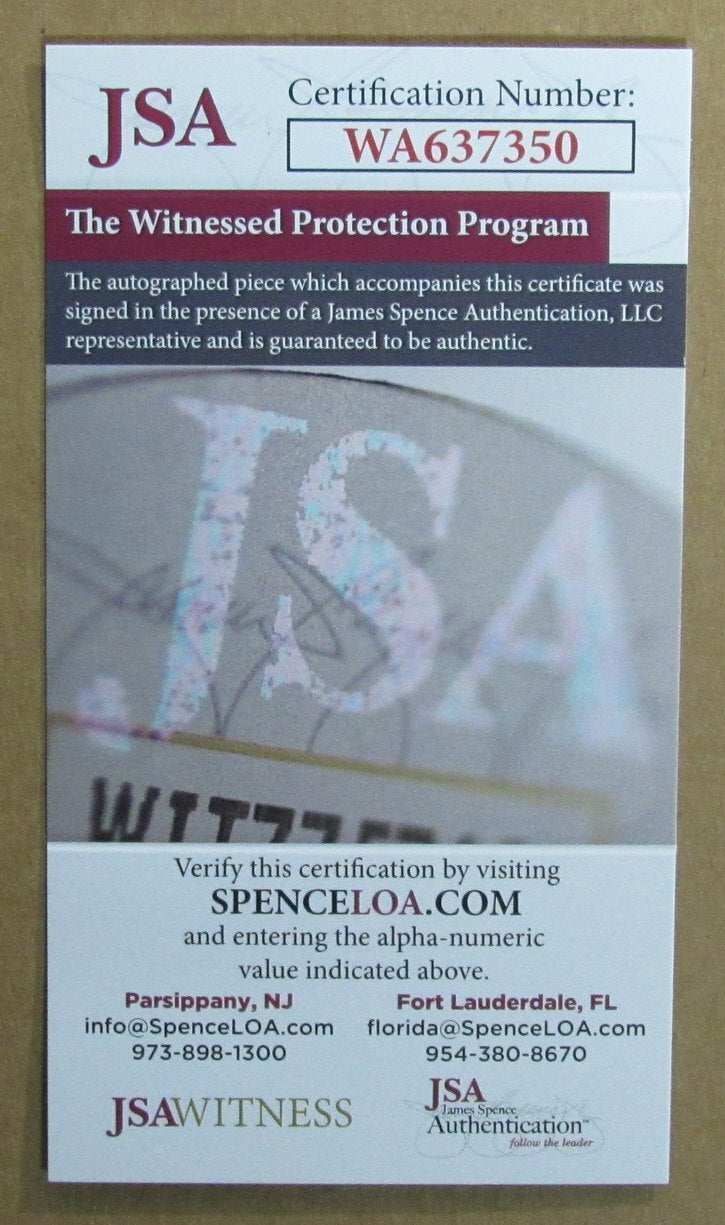 JSA
Certification Number:
WA637350
The Witnessed Protection Program
The autographed piece which accompanies this certificate was
signed in the presence of a James Spence Authentication, LLC
representative and is guaranteed to be authentic.
JSA
Verify this certification by visiting
SPENCELOA.COM
and entering the alpha-numeric
value indicated above.
Parsippany, NJ
info@SpenceLOA.com
973-898-1300
Fort Lauderdale, FL
florida@SpenceLOA.com
954-380-8670
JSAWITNESS
JSA
James Spence
Authentication™
follow the leader